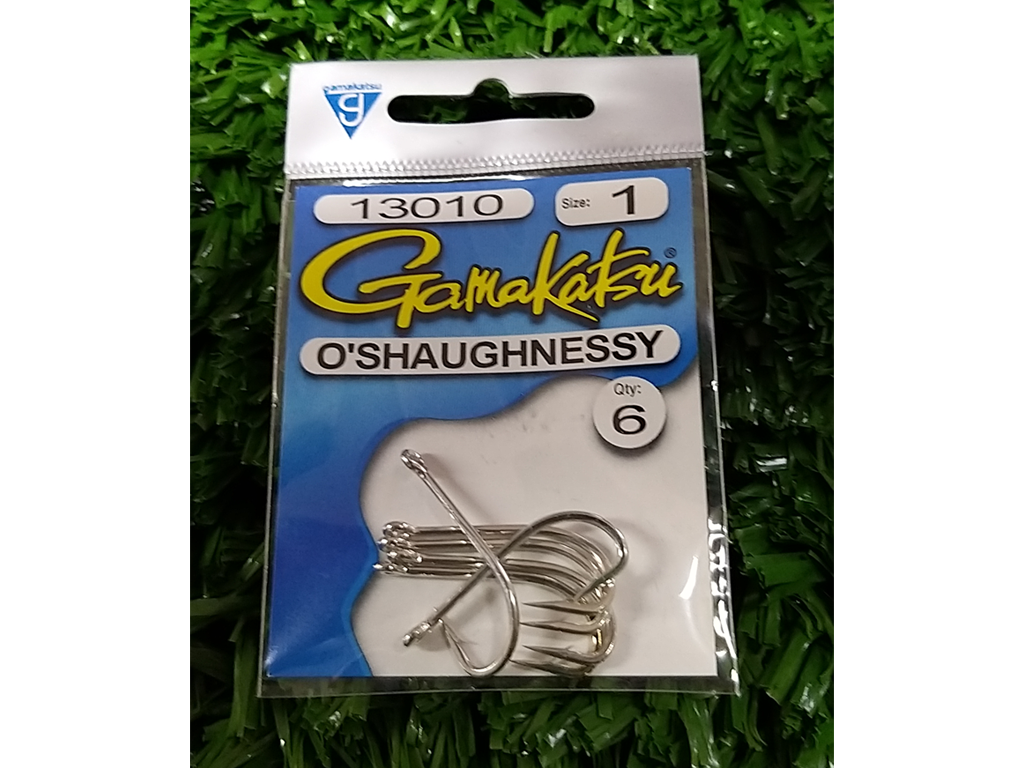 gamakatsu
g
13010
Size: 1
Gamakatsu®
O'SHAUGHNESSY
Qty:
6